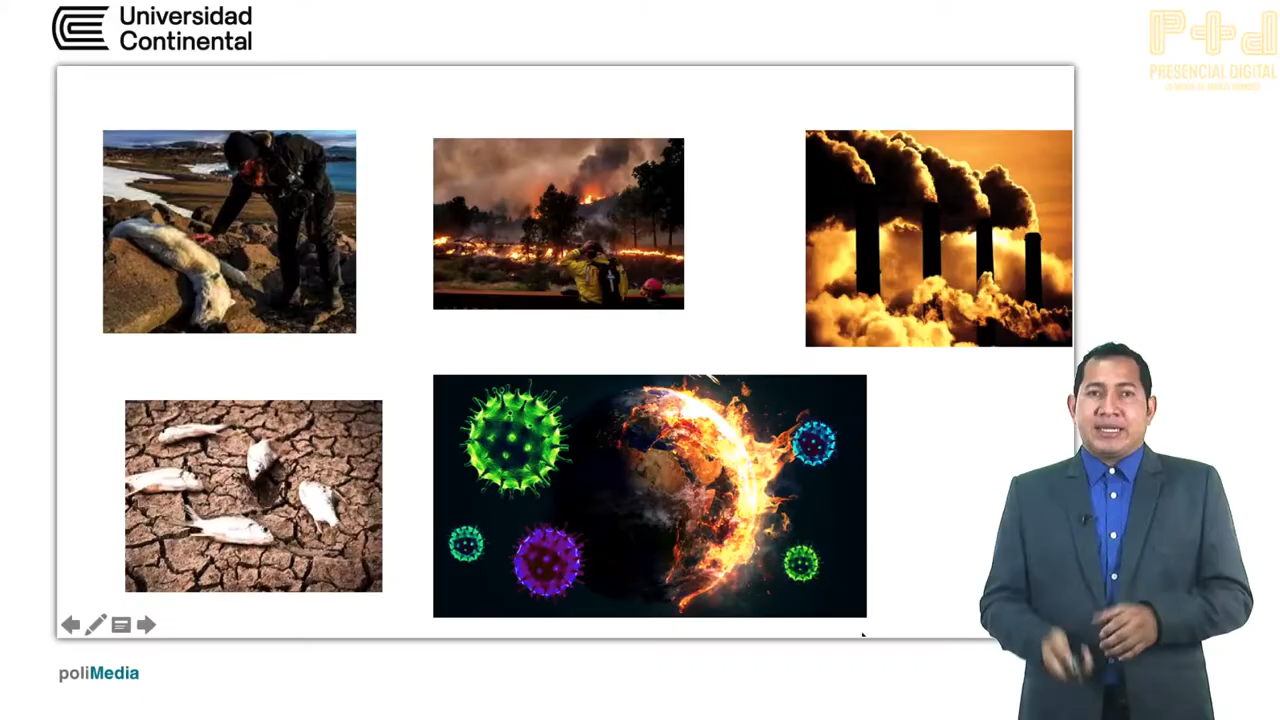 Universidad
Continental
P+d
PRESENCIAL DIGITAL
poliMedia